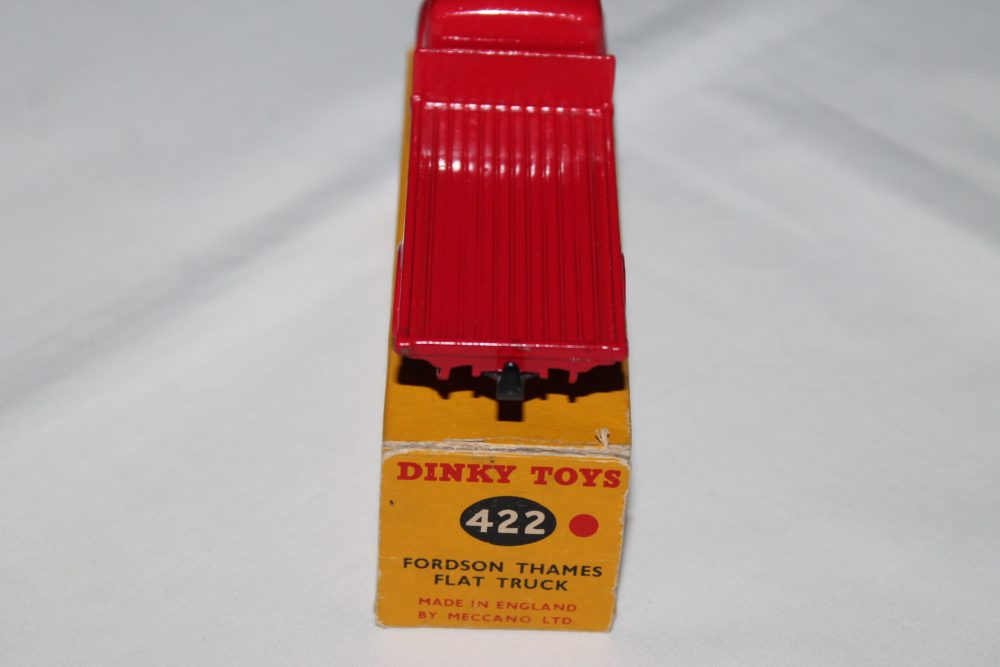 DINKY TOYS
422
FORDSON THAMES
FLAT TRUCK
MADE IN ENGLAND
BY MECCANO LTD.